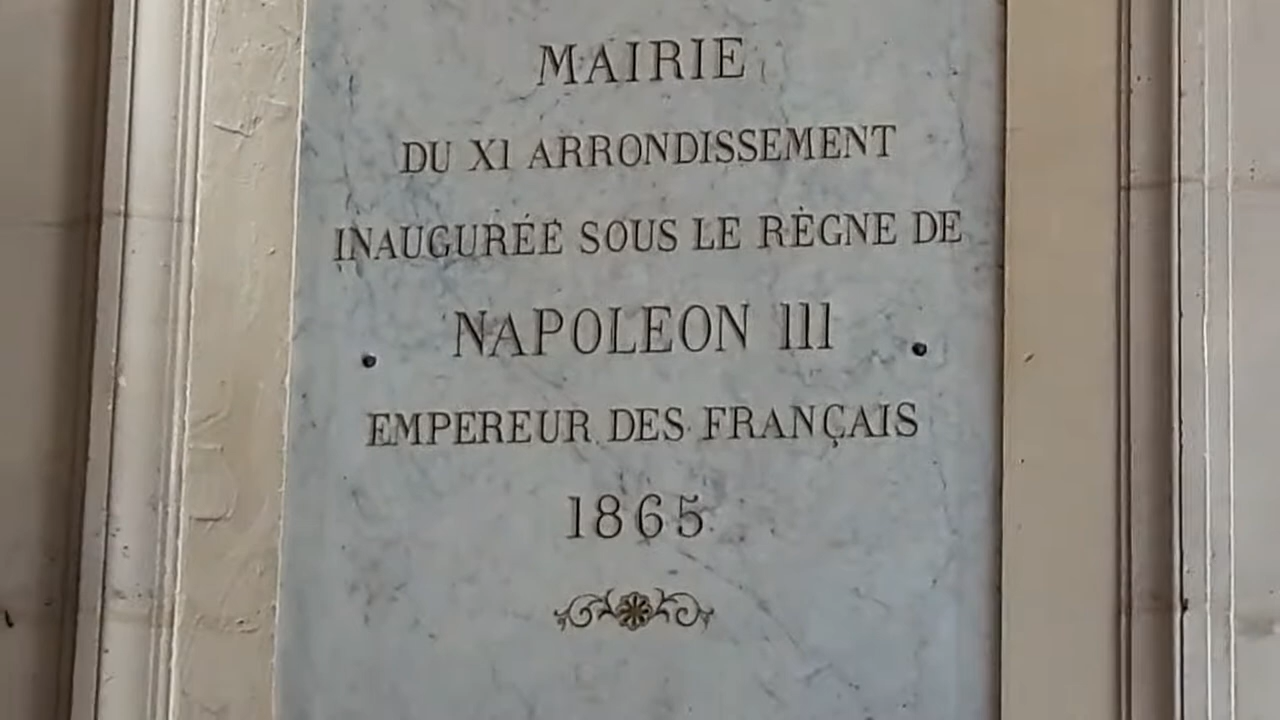 MAIRIE
DU XI ARRONDISSEMENT
INAUGURÉE SOUS LE RÈGNE DE
NAPOLEON III
EMPEREUR DES FRANÇAIS
1865